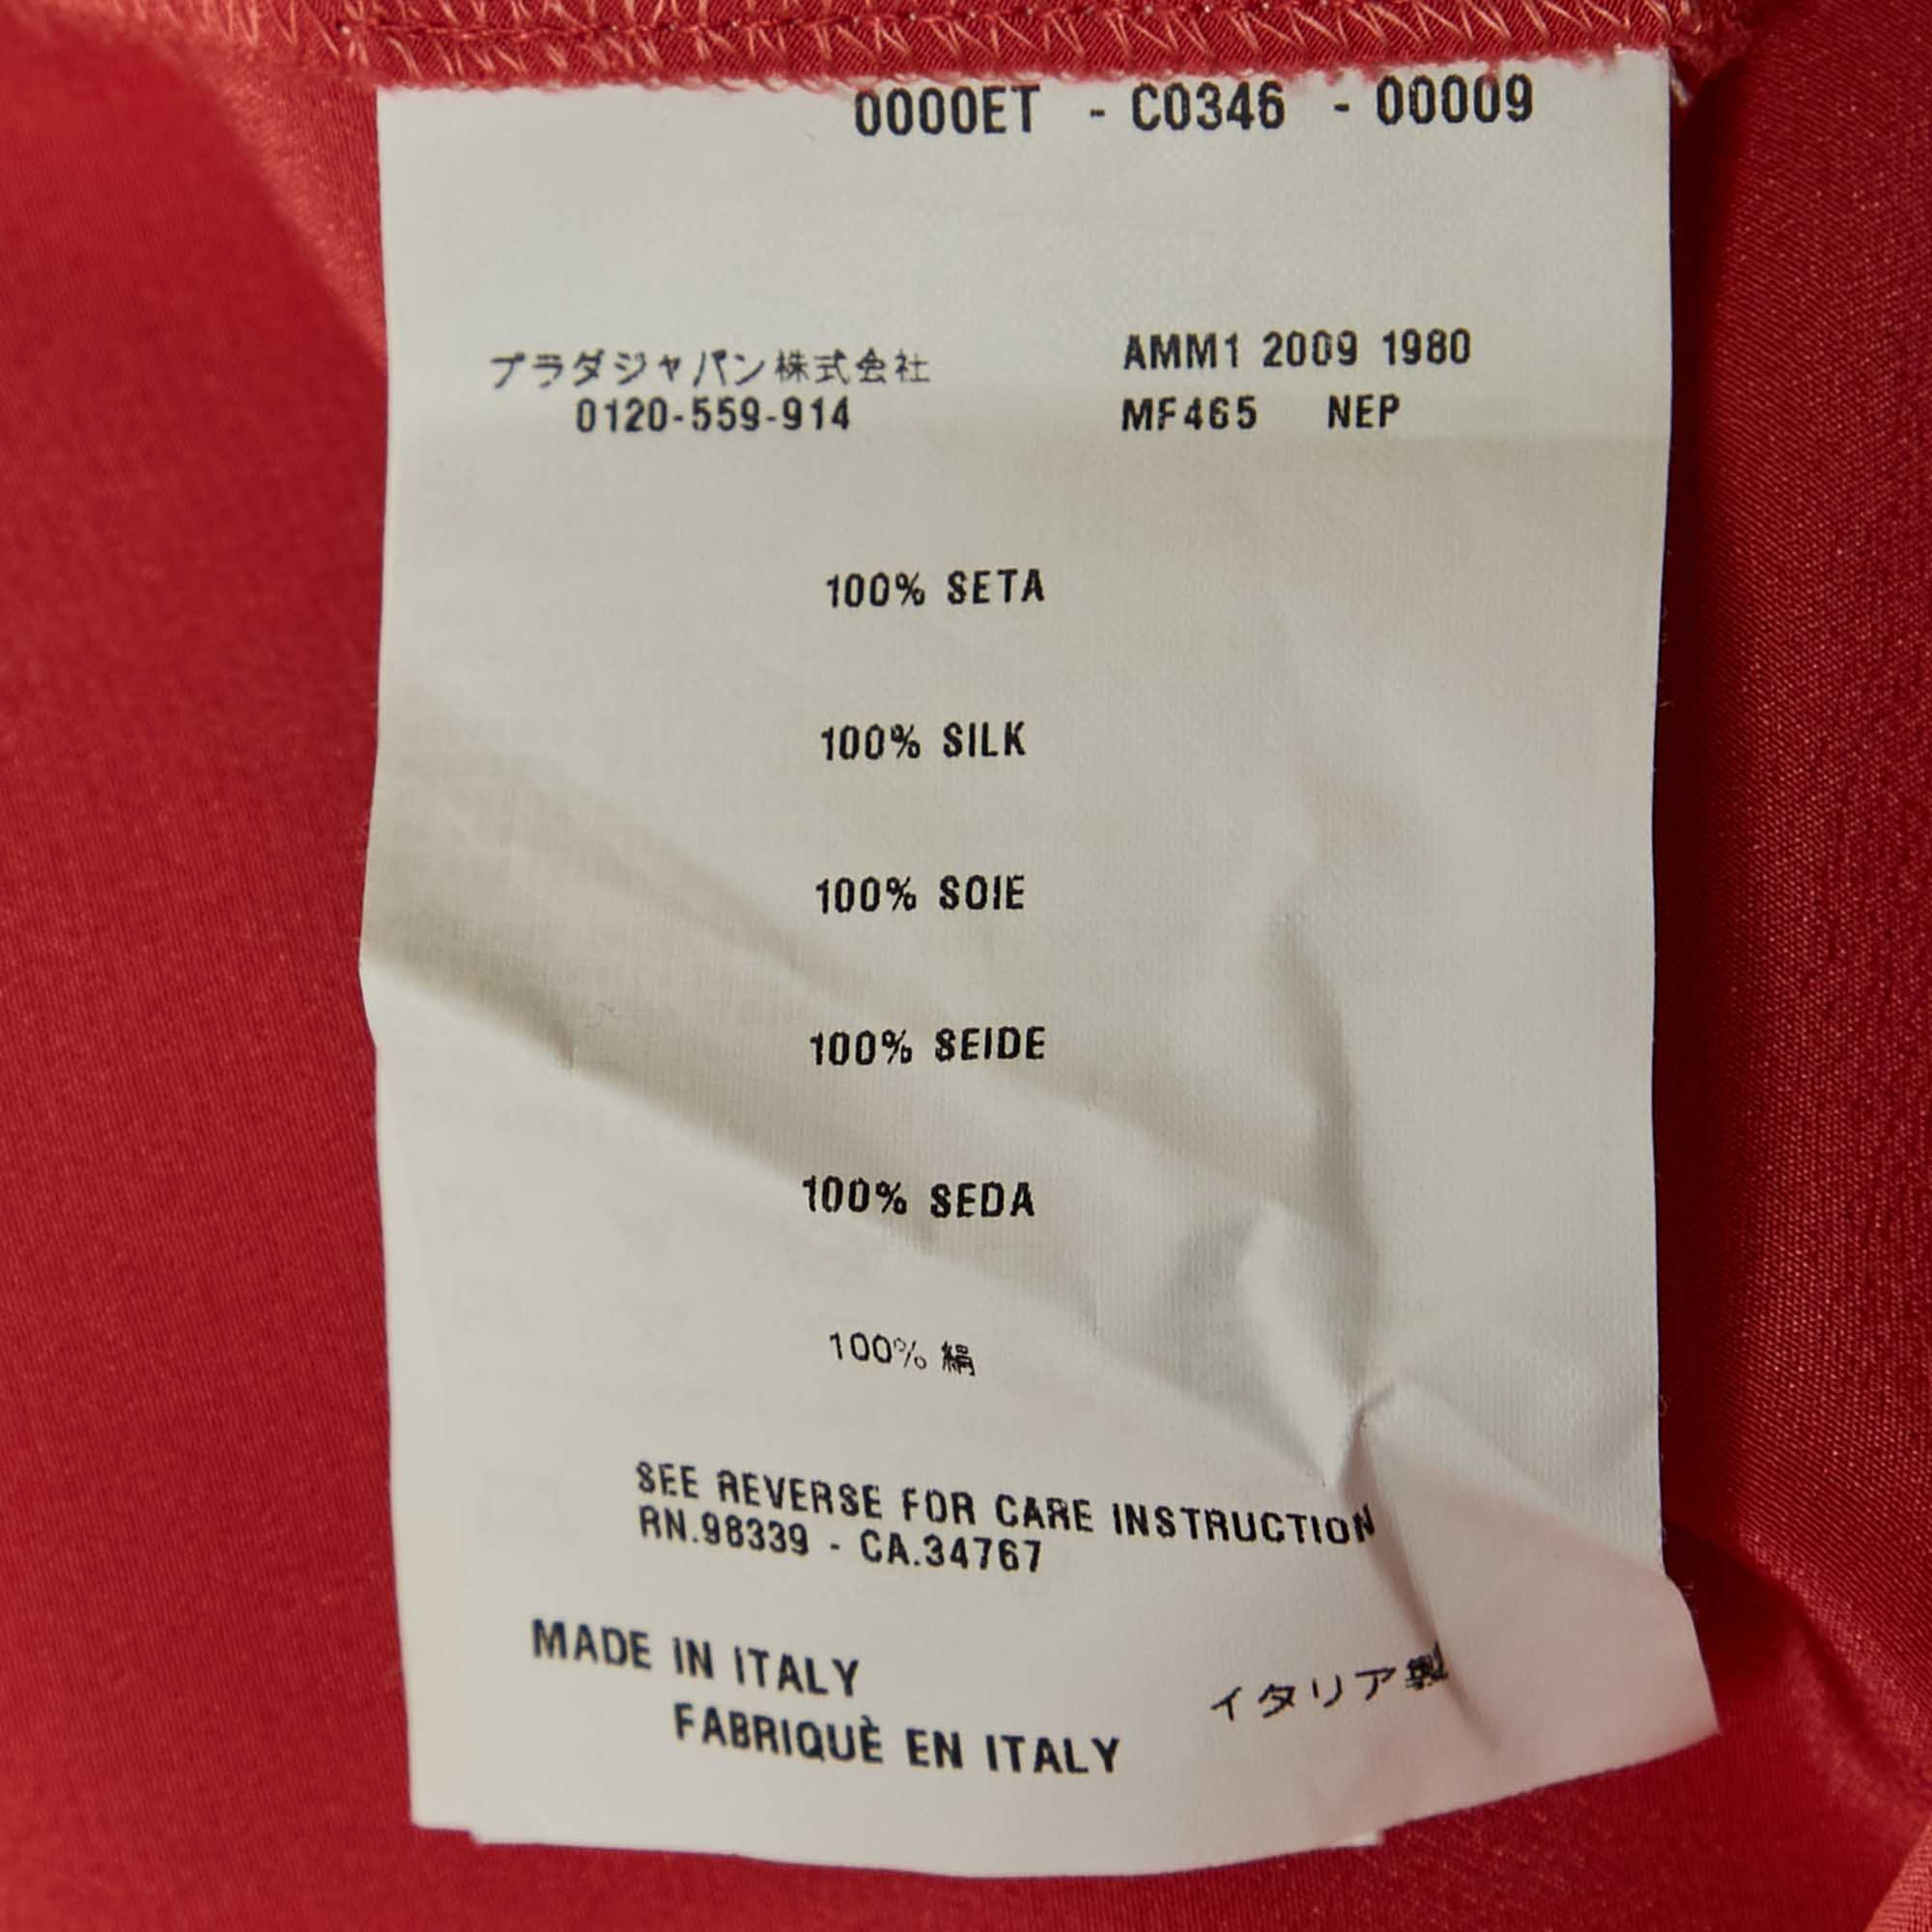 0000ET - C0346 - 00009
プラダジャパン株式会社
0120-559-914
AMM1 2009 1980
MF465 NEP
100% SETA
100% SILK
100% SOIE
100% SEIDE
100% SEDA
100% 絹
SEE REVERSE FOR CARE INSTRUCTION
RN.98339 - CA.34767
MADE IN ITALY
FABRIQUÈ EN ITALY
イタリア製